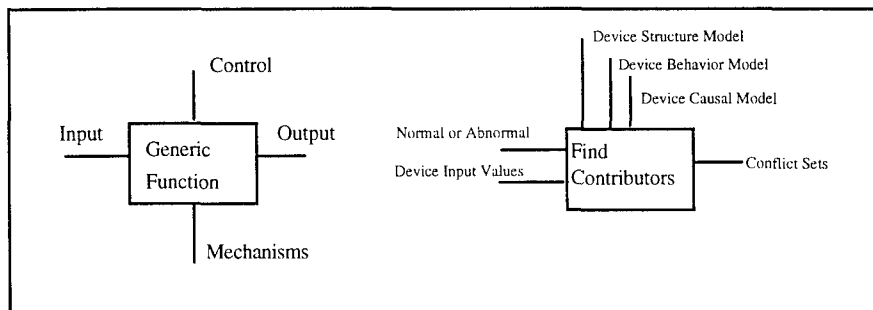 Control
Input
Output
Generic
Function
Mechanisms
Device Structure Model
Device Behavior Model
Device Causal Model
Normal or Abnormal
Device Input Values
Find
Contributors
Conflict Sets